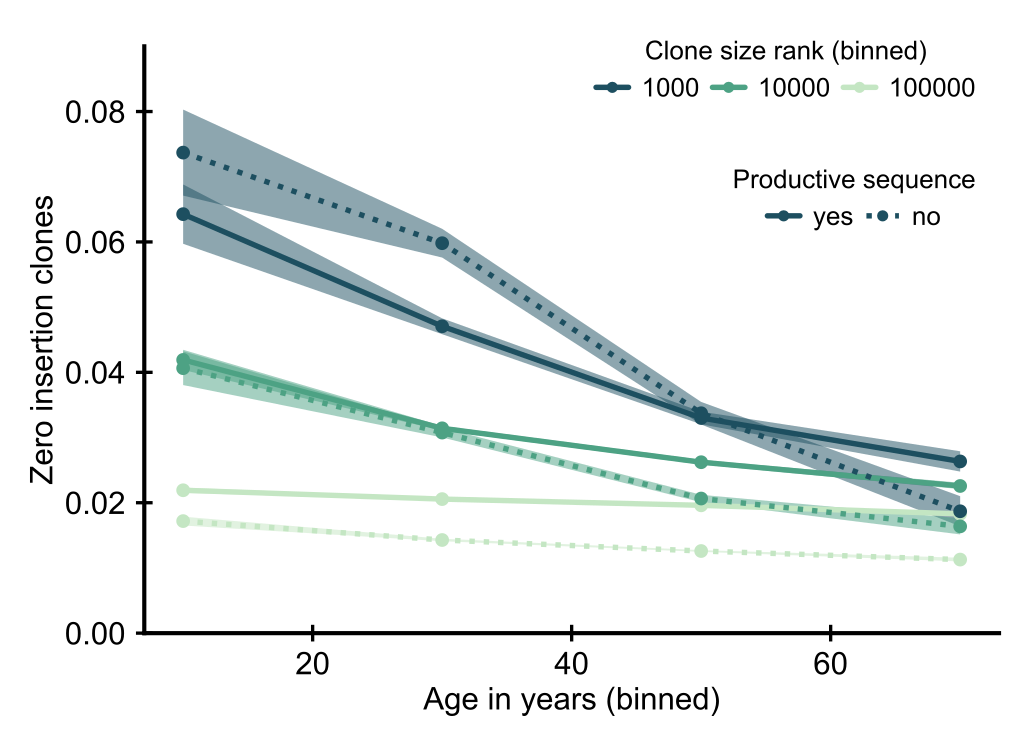 Clone size rank (binned)
1000 10000 100000
Productive sequence
yes no
Zero insertion clones
0.08
0.06
0.04
0.02
0.00
20 40 60
Age in years (binned)